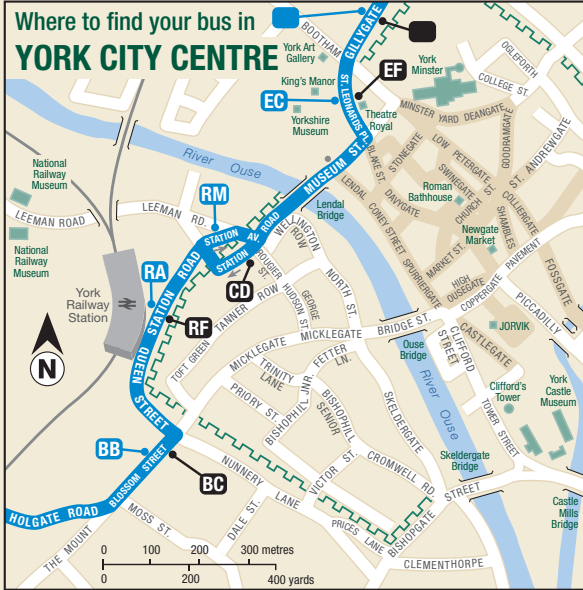 Where to find your bus in
YORK CITY CENTRE
GILLYGATE
BOOTHAM
York Art
Gallery
EF
York
Minster
OGLEFORTH
COLLEGE ST.
King's Manor
EC
ST. LEONARDS PL.
Theatre
Royal
Yorkshire
Museum
MINSTER YARD
DEANGATE
GOODRAMGATE
ST. ANDREWGATE
River Ouse
MUSEUM ST.
BLAKE ST.
STONEGATE
LOW PETERGATE
SWINEGATE
CHURCH ST.
COLLIERGATE
National
Railway
Museum
RM
LENDAL
DAVYGATE
Roman
Bathhouse
Lendal
Bridge
CONEY STREET
SHAMBLES
LEEMAN ROAD
LEEMAN RD.
STATION AV.
STATION ROAD
WELLINGTON
ROW
Newgate
Market
MARKET ST.
SPURRIERGATE
FOSSGATE
National
Railway
Museum
RA
STATION ROAD
ROUGIER
ST.
CD
NORTH ST.
HIGH
OUSEGATE
COPPERGATE
PAVEMENT
PICCADILLY
York
Railway
Station
RF
TANNER ROW
HUDSON ST.
GEORGE
TOFT GREEN
MICKLEGATE
BRIDGE ST.
JORVIK
N
MICKLEGATE
FETTER
LN.
Ouse
Bridge
CLIFFORD
STREET
CASTLEGATE
QUEEN STREET
TRINITY
LANE
PRIORY ST.
BISHOPHILL JNR.
BISHOPHILL
SENIOR
SKELDERGATE
River Ouse
Clifford's
Tower
York
Castle
Museum
TOWER STREET
BB
BLOSSOM STREET
BC
NUNNERY LANE
VICTOR ST.
CROMWELL RD
Skeldergate
Bridge
HOLGATE ROAD
THE MOUNT
MOSS ST.
DALE ST.
PRICES LANE
BISHOPGATE
STREET
Castle
Mills
Bridge
CLEMENTHORPE
0 100 200 300 metres
0 200 400 yards